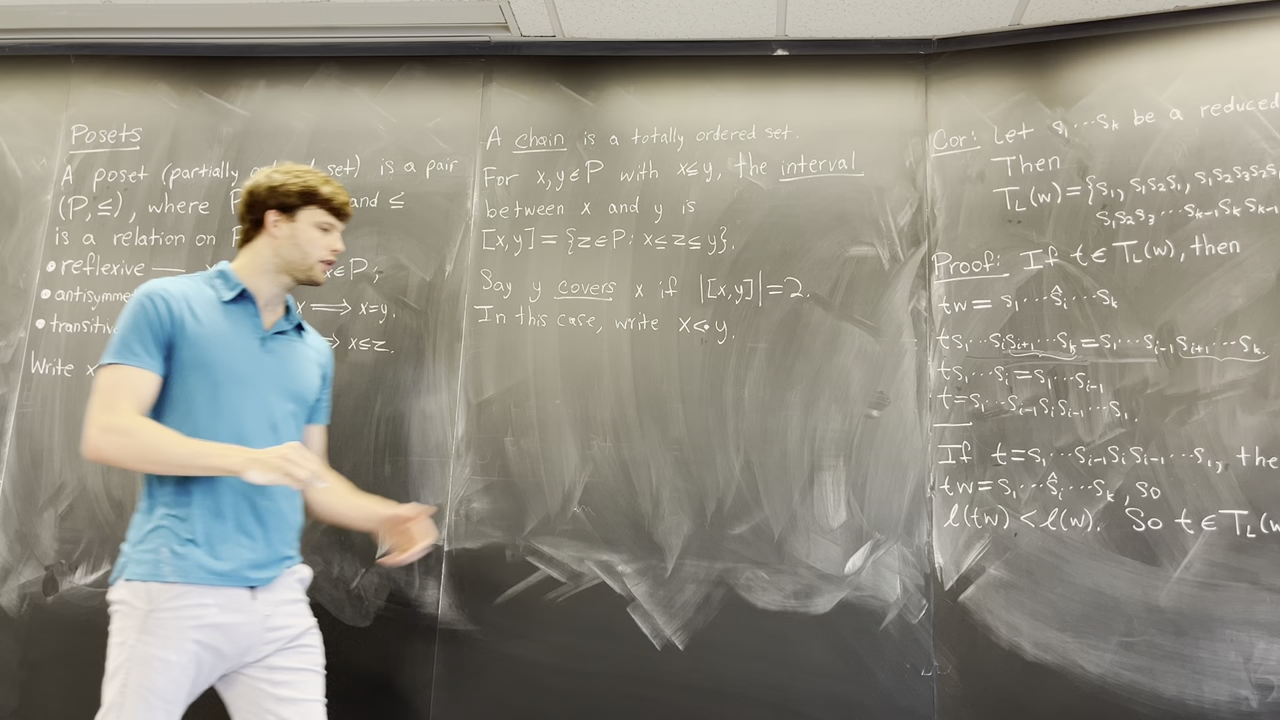 Posets
A poset (partially set) is a pair
(P,≤), where P and ≤
is a relation on P
• reflexive — x∈P;
• antisymme x ⟹ x=y.
• transitiv ⟹ x≤z.
Write x
A chain is a totally ordered set.
For x,y∈P with x≤y, the interval
between x and y is
[x,y]={z∈P: x≤z≤y}.
Say y covers x if |[x,y]|=2.
In this case, write x⋖y.
Cor: Let s₁⋯sₖ be a reduced
Then
T_L(w)={s₁, s₁s₂s₁, s₁s₂s₃s₂s₁
s₁s₂s₃⋯sₖ₋₁sₖsₖ₋₁
Proof: If t∈T_L(w), then
tw=s₁⋯ŝᵢ⋯sₖ
ts₁⋯sᵢsᵢ₊₁⋯sₖ=s₁⋯sᵢ₋₁sᵢ₊₁⋯sₖ.
ts₁⋯sᵢ=s₁⋯sᵢ₋₁
t=s₁⋯sᵢ₋₁sᵢsᵢ₋₁⋯s₁.
If t=s₁⋯sᵢ₋₁sᵢsᵢ₋₁⋯s₁, the
tw=s₁⋯ŝᵢ⋯sₖ, so
ℓ(tw)<ℓ(w). So t∈T_L(w